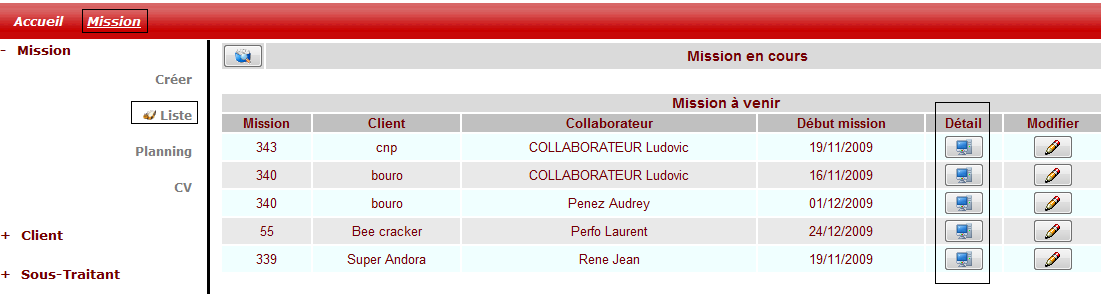 Accueil Mission
- Mission
Créer
Liste
Planning
CV
+ Client
+ Sous-Traitant
Mission en cours
Mission à venir
Mission Client Collaborateur Début mission Détail Modifier
343 cnp COLLABORATEUR Ludovic 19/11/2009
340 bouro COLLABORATEUR Ludovic 16/11/2009
340 bouro Penez Audrey 01/12/2009
55 Bee cracker Perfo Laurent 24/12/2009
339 Super Andora Rene Jean 19/11/2009